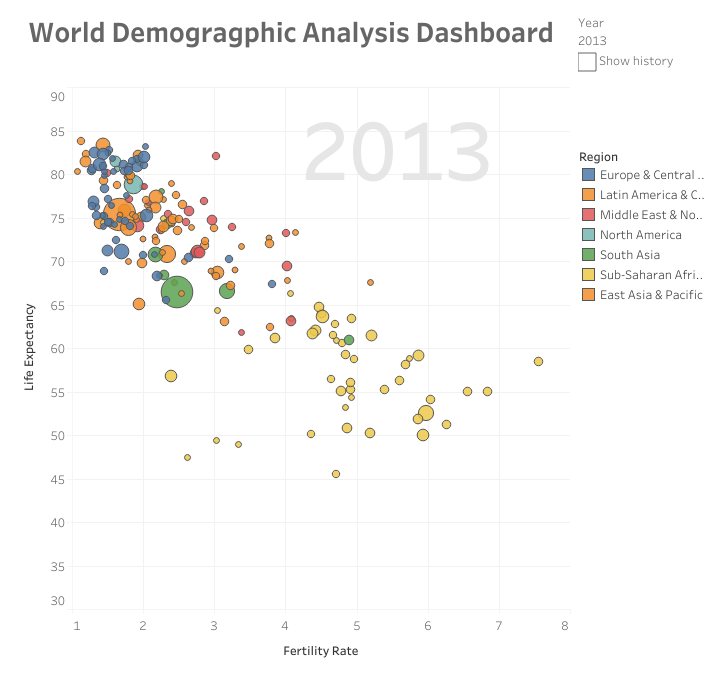 World Demogragphic Analysis Dashboard
Year
2013
Show history
2013
Region
Europe & Central ..
Latin America & C..
Middle East & No..
North America
South Asia
Sub-Saharan Afri..
East Asia & Pacific
Life Expectancy
90
85
80
75
70
65
60
55
50
45
40
35
30
1 2 3 4 5 6 7 8
Fertility Rate